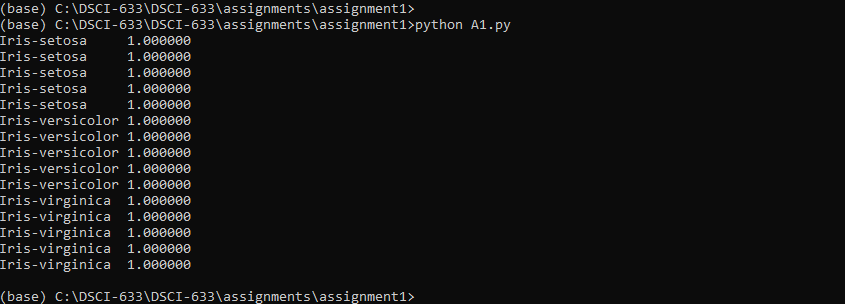 (base) C:\DSCI-633\DSCI-633\assignments\assignment1>
(base) C:\DSCI-633\DSCI-633\assignments\assignment1>python A1.py
Iris-setosa     1.000000
Iris-setosa     1.000000
Iris-setosa     1.000000
Iris-setosa     1.000000
Iris-setosa     1.000000
Iris-versicolor 1.000000
Iris-versicolor 1.000000
Iris-versicolor 1.000000
Iris-versicolor 1.000000
Iris-versicolor 1.000000
Iris-virginica  1.000000
Iris-virginica  1.000000
Iris-virginica  1.000000
Iris-virginica  1.000000
Iris-virginica  1.000000
(base) C:\DSCI-633\DSCI-633\assignments\assignment1>